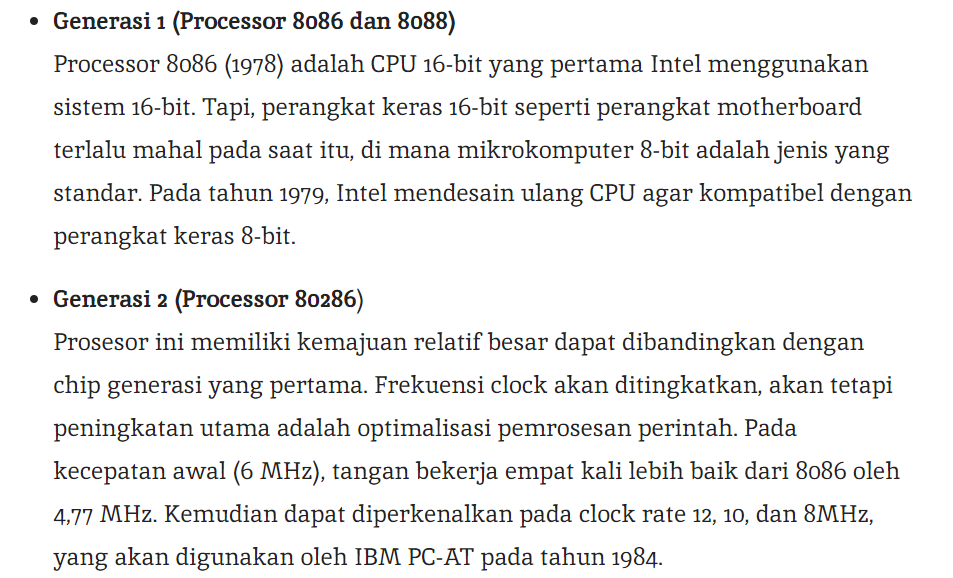 • Generasi 1 (Processor 8086 dan 8088)
Processor 8086 (1978) adalah CPU 16-bit yang pertama Intel menggunakan
sistem 16-bit. Tapi, perangkat keras 16-bit seperti perangkat motherboard
terlalu mahal pada saat itu, di mana mikrokomputer 8-bit adalah jenis yang
standar. Pada tahun 1979, Intel mendesain ulang CPU agar kompatibel dengan
perangkat keras 8-bit.
• Generasi 2 (Processor 80286)
Prosesor ini memiliki kemajuan relatif besar dapat dibandingkan dengan
chip generasi yang pertama. Frekuensi clock akan ditingkatkan, akan tetapi
peningkatan utama adalah optimalisasi pemrosesan perintah. Pada
kecepatan awal (6 MHz), tangan bekerja empat kali lebih baik dari 8086 oleh
4,77 MHz. Kemudian dapat diperkenalkan pada clock rate 12, 10, dan 8MHz,
yang akan digunakan oleh IBM PC-AT pada tahun 1984.